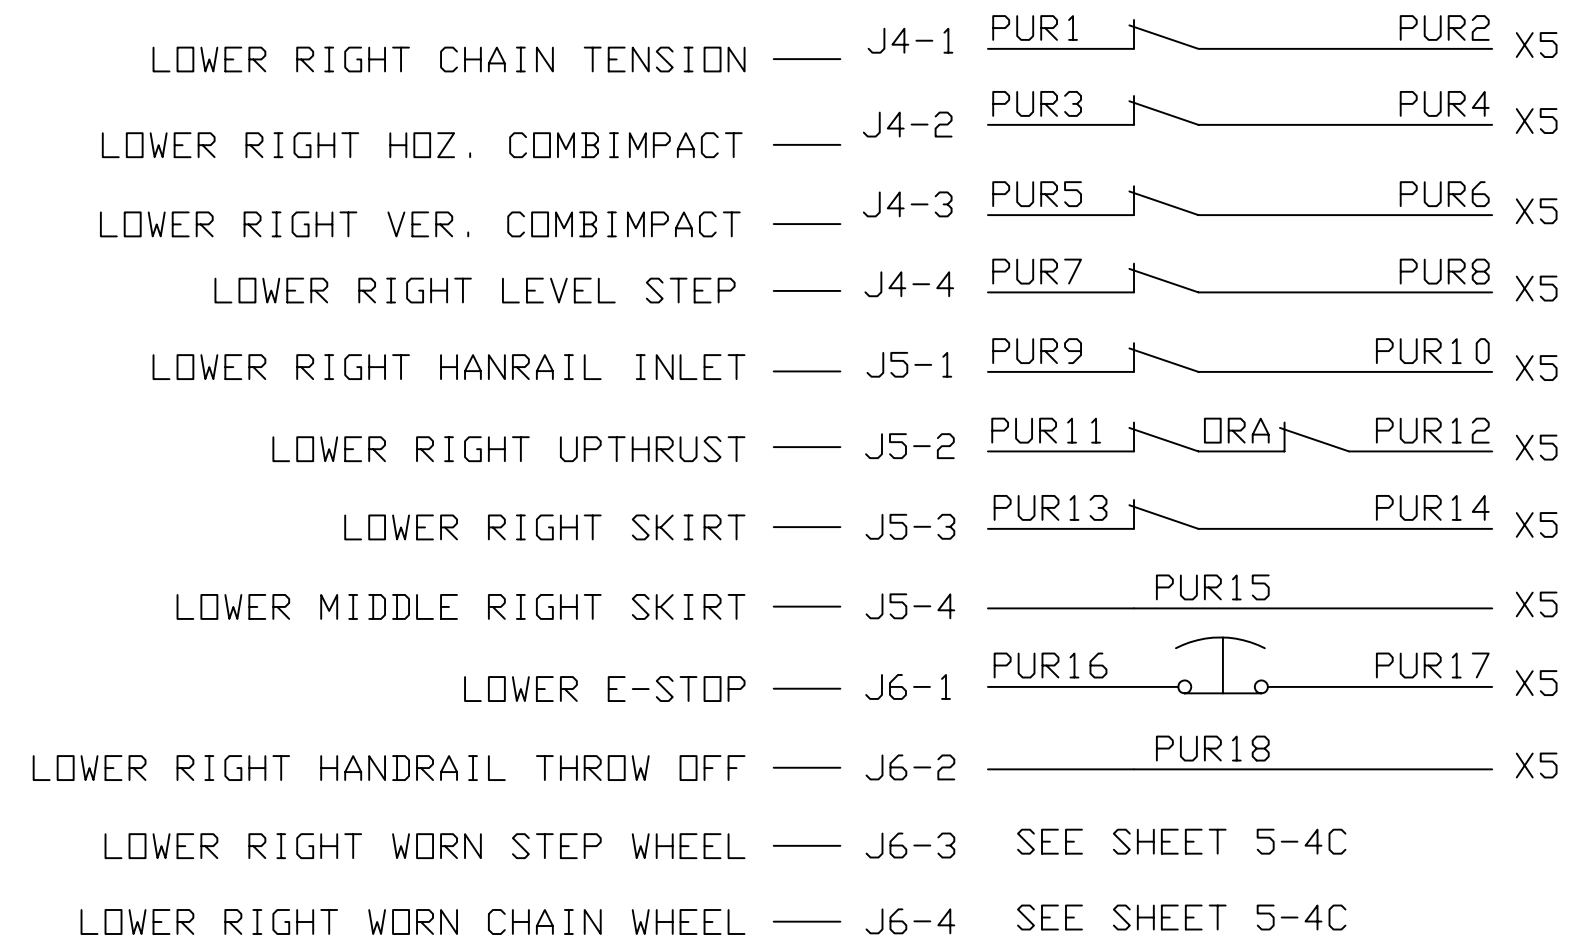 LOWER RIGHT CHAIN TENSION J4-1 PUR1 PUR2 X5
LOWER RIGHT HOZ. COMBIMPACT J4-2 PUR3 PUR4 X5
LOWER RIGHT VER. COMBIMPACT J4-3 PUR5 PUR6 X5
LOWER RIGHT LEVEL STEP J4-4 PUR7 PUR8 X5
LOWER RIGHT HANRAIL INLET J5-1 PUR9 PUR10 X5
LOWER RIGHT UPTHRUST J5-2 PUR11 ORA PUR12 X5
LOWER RIGHT SKIRT J5-3 PUR13 PUR14 X5
LOWER MIDDLE RIGHT SKIRT J5-4 PUR15 X5
LOWER E-STOP J6-1 PUR16 PUR17 X5
LOWER RIGHT HANDRAIL THROW OFF J6-2 PUR18 X5
LOWER RIGHT WORN STEP WHEEL J6-3 SEE SHEET 5-4C
LOWER RIGHT WORN CHAIN WHEEL J6-4 SEE SHEET 5-4C